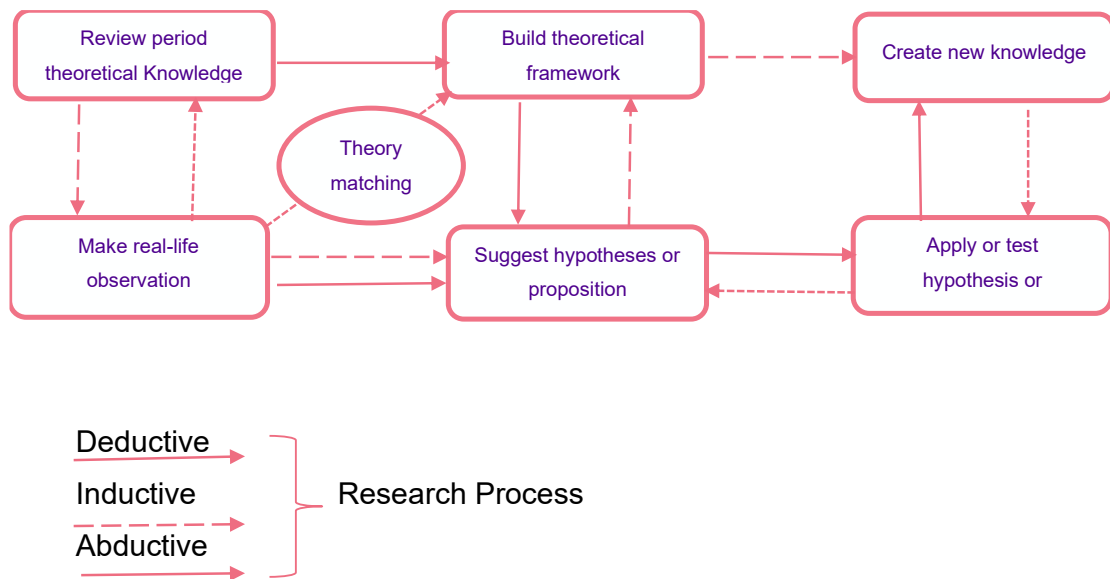 Review period
theoretical Knowledge
Build theoretical
framework
Create new knowledge
Theory
matching
Make real-life
observation
Suggest hypotheses or
proposition
Apply or test
hypothesis or
Deductive
Inductive
Abductive
Research Process